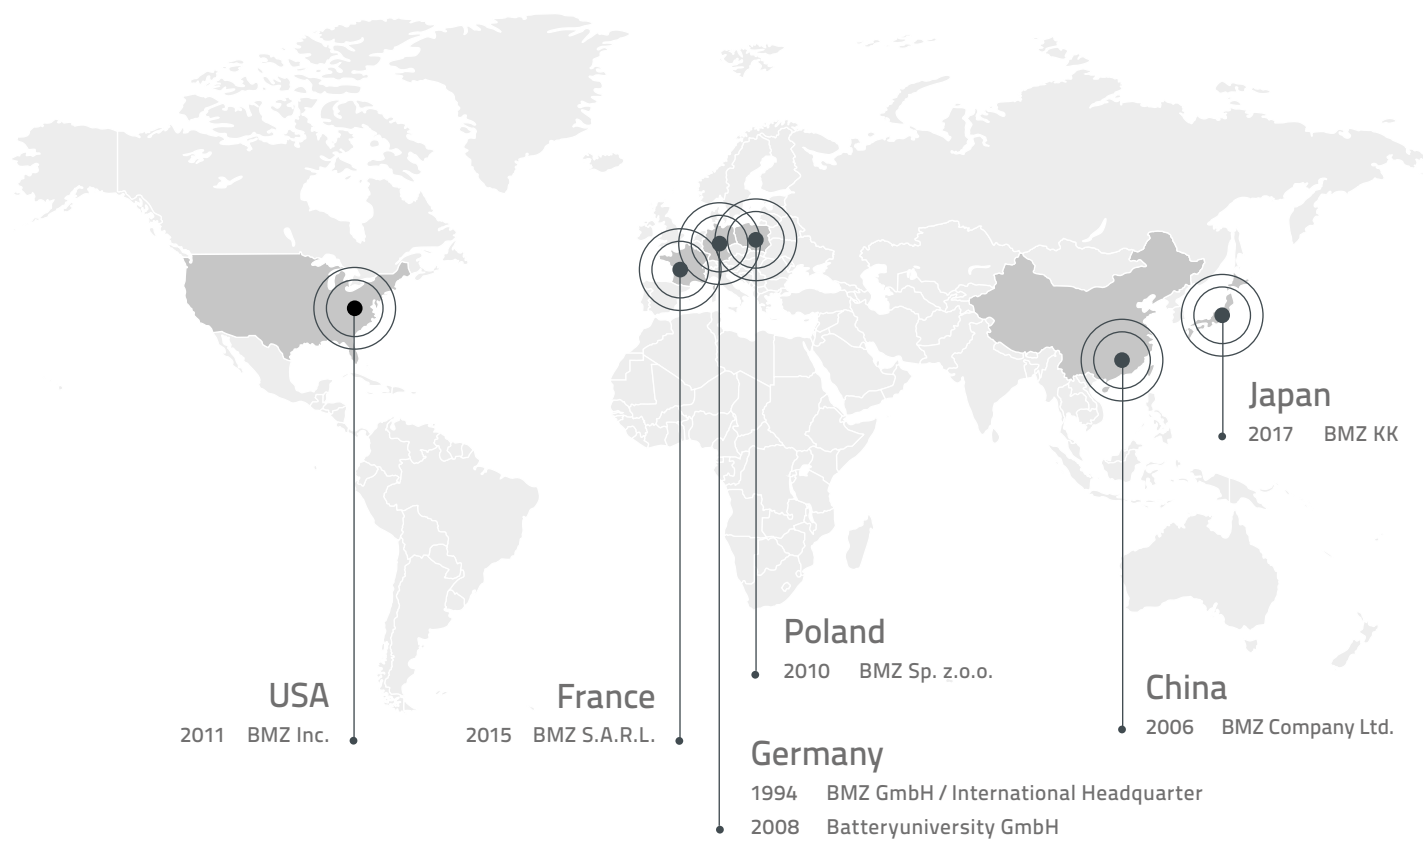 Japan
2017 BMZ KK
Poland
2010 BMZ Sp. z.o.o.
China
2006 BMZ Company Ltd.
USA
2011 BMZ Inc.
France
2015 BMZ S.A.R.L.
Germany
1994 BMZ GmbH / International Headquarter
2008 Batteryuniversity GmbH